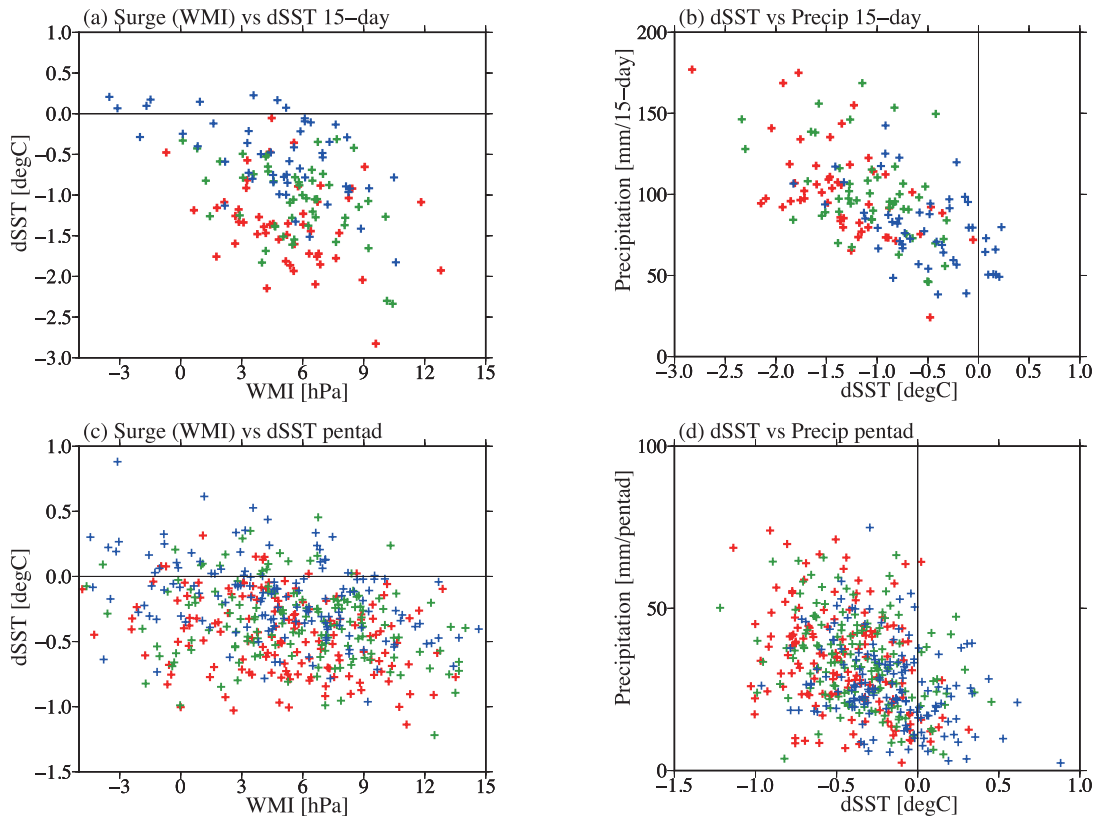 (a) Surge (WMI) vs dSST 15−day
1.0
0.5
0.0
−0.5
−1.0
−1.5
−2.0
−2.5
−3.0
dSST [degC]
−3 0 3 6 9 12 15
WMI [hPa]
(b) dSST vs Precip 15−day
200
150
100
50
0
Precipitation [mm/15−day]
−3.0 −2.5 −2.0 −1.5 −1.0 −0.5 0.0 0.5 1.0
dSST [degC]
(c) Surge (WMI) vs dSST pentad
1.0
0.5
0.0
−0.5
−1.0
−1.5
dSST [degC]
−3 0 3 6 9 12 15
WMI [hPa]
(d) dSST vs Precip pentad
100
50
0
Precipitation [mm/pentad]
−1.5 −1.0 −0.5 0.0 0.5 1.0
dSST [degC]